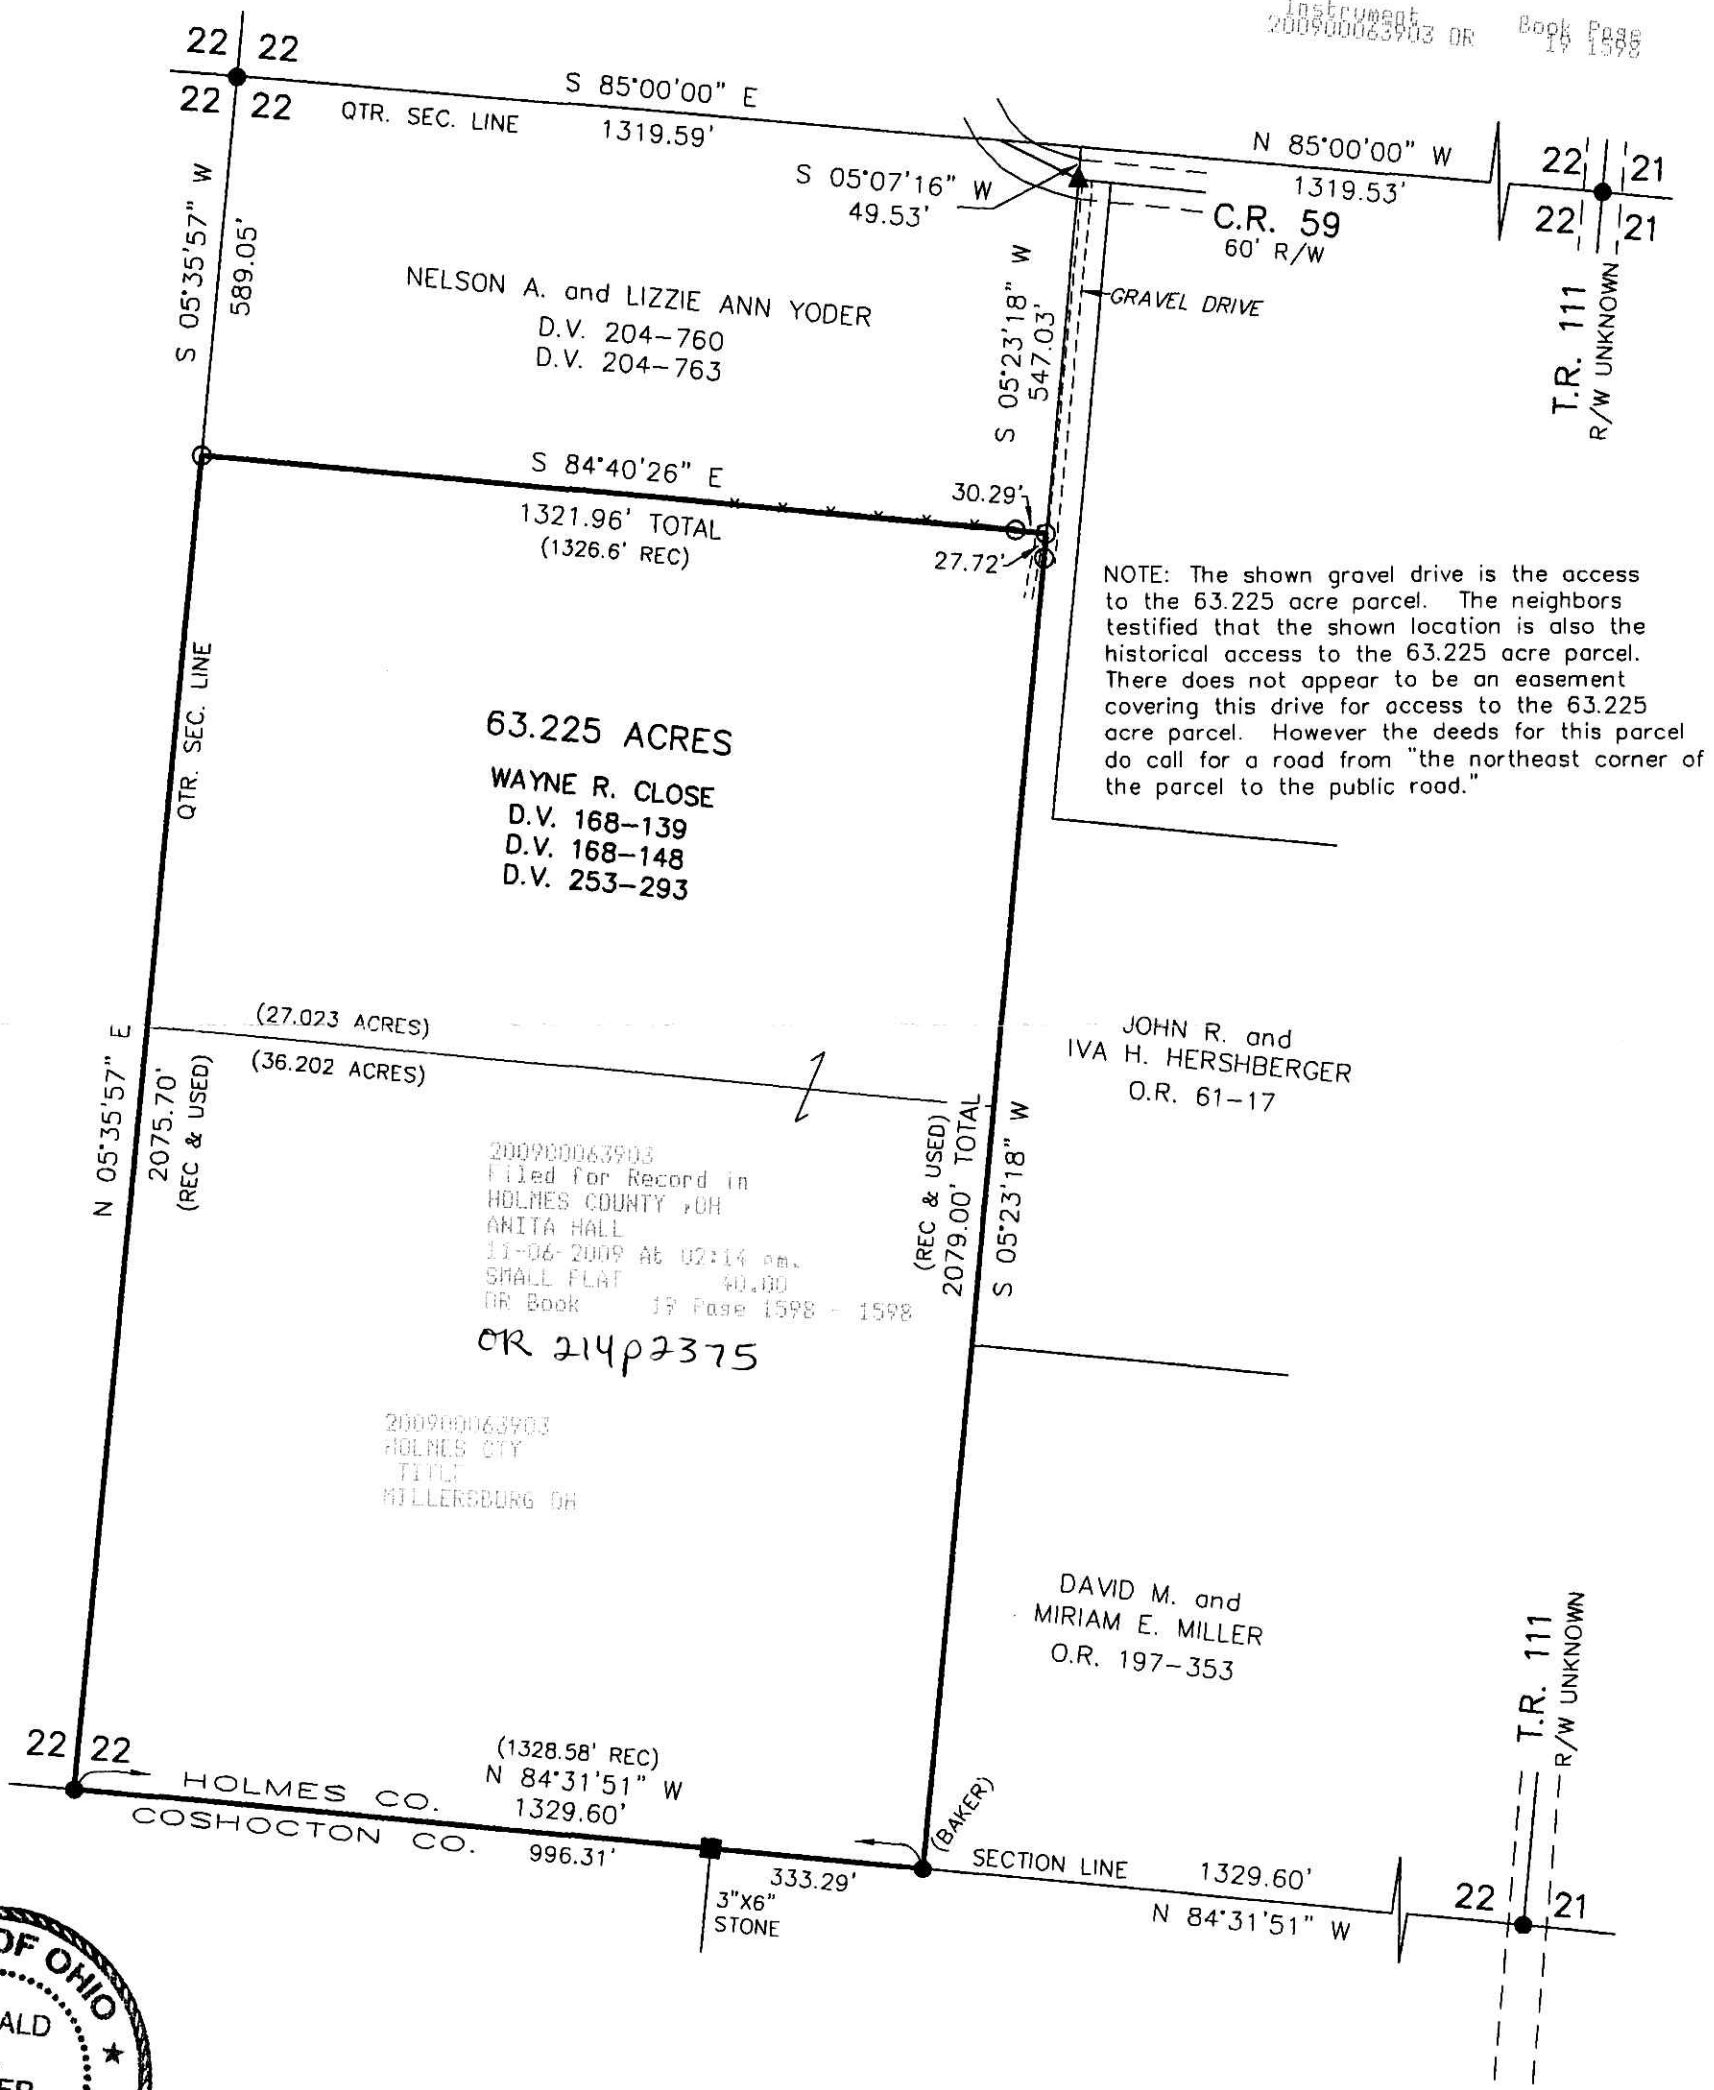 Instrument Book Page
200900063903 OR 19 1598
22 22
22 22
S 85°00'00" E
QTR. SEC. LINE 1319.59'
N 85°00'00" W
1319.53'
22 21
22 21
S 05°07'16" W
49.53'
C.R. 59
60' R/W
S 05°35'57" W
589.05'
NELSON A. and LIZZIE ANN YODER
D.V. 204-760
D.V. 204-763
S 05°23'18" W
547.03'
GRAVEL DRIVE
T.R. 111
R/W UNKNOWN
S 84°40'26" E
1321.96' TOTAL
(1326.6' REC)
30.29'
27.72'
NOTE: The shown gravel drive is the access
to the 63.225 acre parcel. The neighbors
testified that the shown location is also the
historical access to the 63.225 acre parcel.
There does not appear to be an easement
covering this drive for access to the 63.225
acre parcel. However the deeds for this parcel
do call for a road from "the northeast corner of
the parcel to the public road."
QTR. SEC. LINE
63.225 ACRES
WAYNE R. CLOSE
D.V. 168-139
D.V. 168-148
D.V. 253-293
(27.023 ACRES)
(36.202 ACRES)
N 05°35'57" E
2075.70'
(REC & USED)
JOHN R. and
IVA H. HERSHBERGER
O.R. 61-17
(REC & USED)
2079.00' TOTAL
S 05°23'18" W
200900063903
Filed for Record in
HOLMES COUNTY ,OH
ANITA HALL
11-06-2009 At 02:14 pm.
SMALL PLAT 40.00
OR Book 19 Page 1598 - 1598
OR 214p2375
200900063903
HOLMES CTY
TITLE
MILLERSBURG OH
DAVID M. and
MIRIAM E. MILLER
O.R. 197-353
T.R. 111
R/W UNKNOWN
22 22
HOLMES CO.
COSHOCTON CO.
(1328.58' REC)
N 84°31'51" W
1329.60'
996.31'
333.29'
3"X6"
STONE
(BAKER)
SECTION LINE 1329.60'
N 84°31'51" W
22 21
OF OHIO ★
ALD